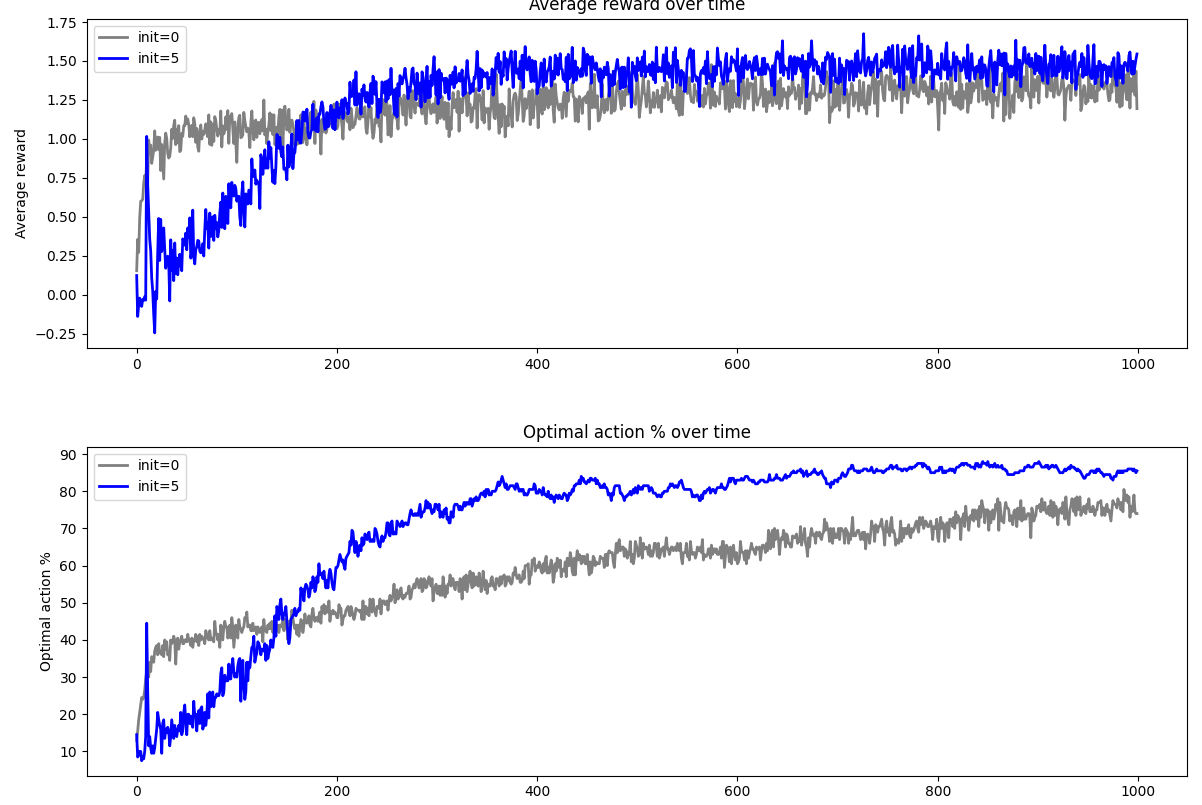 Average reward over time
1.75
1.50
1.25
1.00
0.75
0.50
0.25
0.00
−0.25
Average reward
init=0
init=5
0 200 400 600 800 1000
Optimal action % over time
90
80
70
60
50
40
30
20
10
Optimal action %
init=0
init=5
0 200 400 600 800 1000